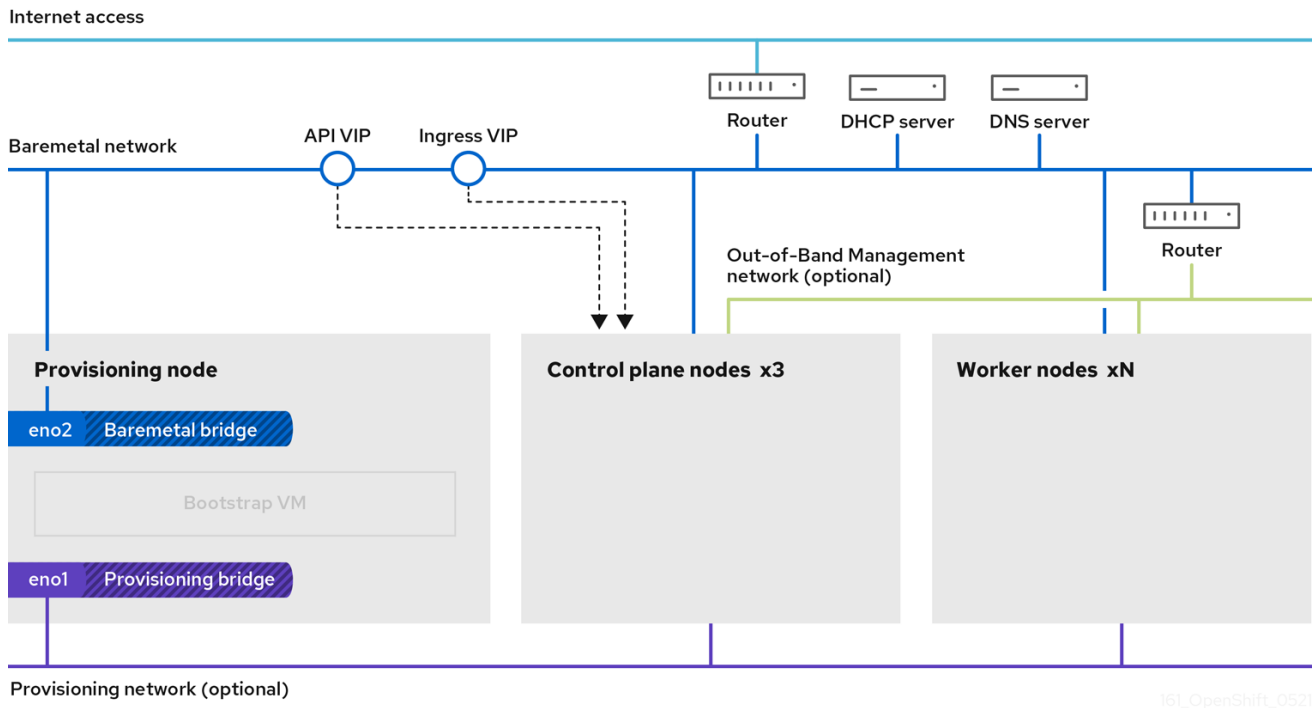 Internet access
Router
DHCP server
DNS server
API VIP
Ingress VIP
Baremetal network
Router
Out-of-Band Management
network (optional)
Provisioning node
Control plane nodes x3
Worker nodes xN
eno2
Baremetal bridge
Bootstrap VM
eno1
Provisioning bridge
Provisioning network (optional)
161_OpenShift_0521